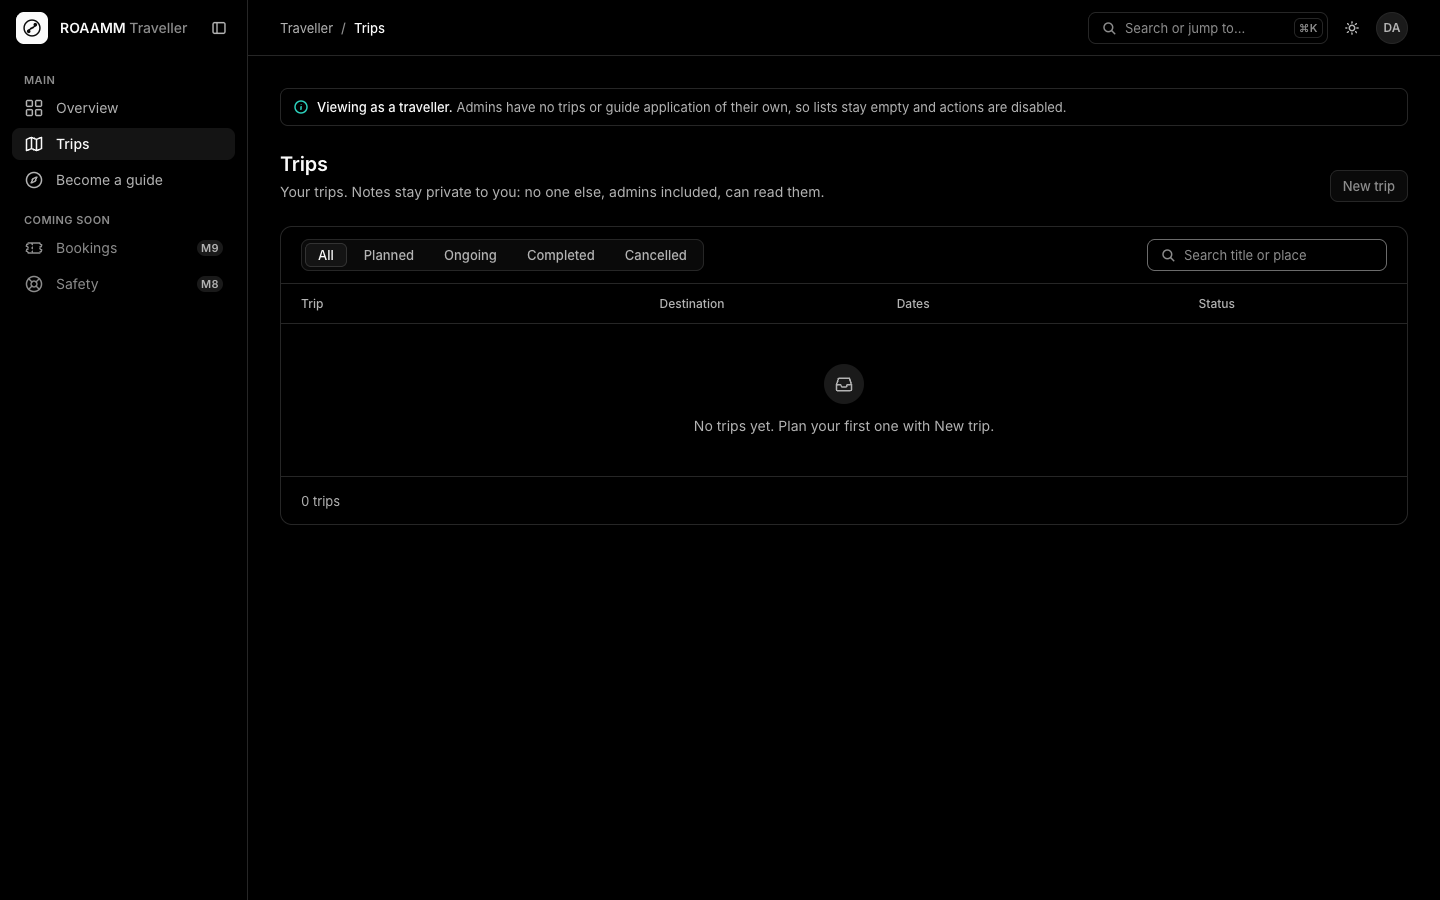 ROAAMM Traveller
Traveller / Trips
Search or jump to...
⌘K
DA
MAIN
Overview
Trips
Become a guide
COMING SOON
Bookings
M9
Safety
M8
Viewing as a traveller. Admins have no trips or guide application of their own, so lists stay empty and actions are disabled.
Trips
Your trips. Notes stay private to you: no one else, admins included, can read them.
New trip
All
Planned
Ongoing
Completed
Cancelled
Search title or place
Trip
Destination
Dates
Status
No trips yet. Plan your first one with New trip.
0 trips